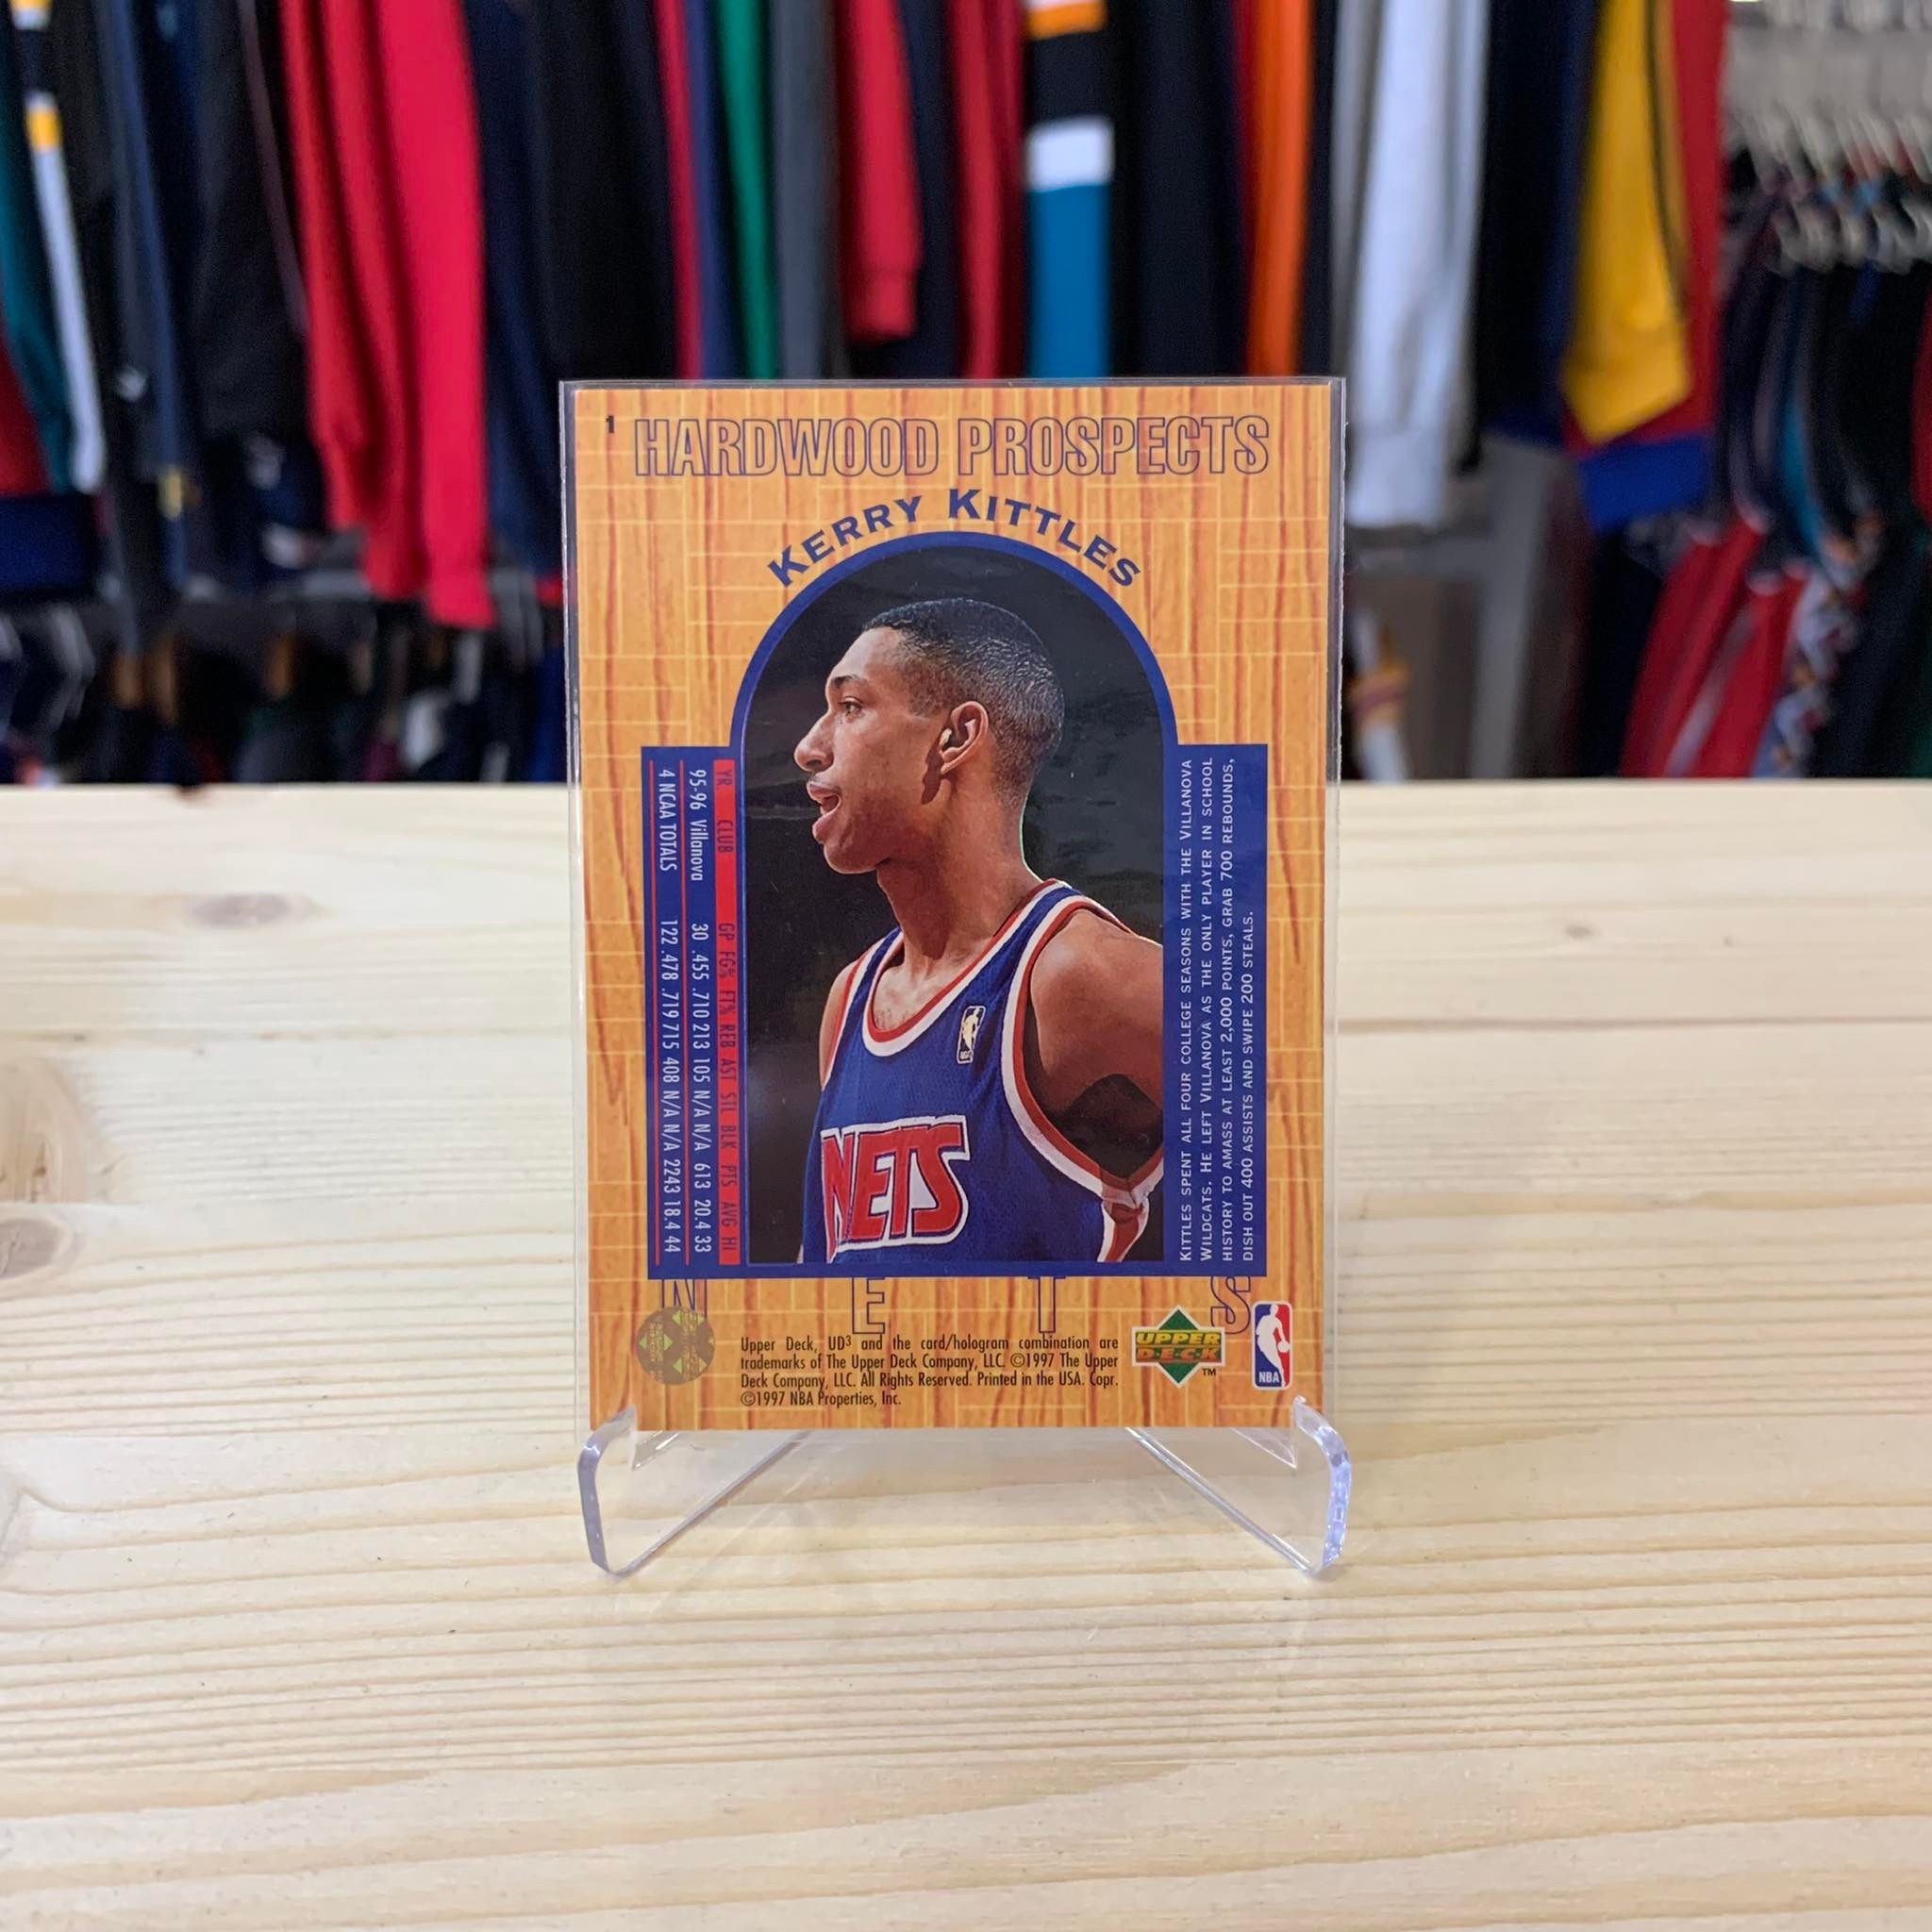 1
HARDWOOD PROSPECTS
KERRY KITTLES
YR. CLUB GP FG% FT% REB AST STL BLK PTS AVG HI
95-96 Villanova 30 .455 .710 213 105 N/A N/A 613 20.4 33
4 NCAA TOTALS 122 .478 .719 715 408 N/A N/A 2243 18.4 44
NETS
KITTLES SPENT ALL FOUR COLLEGE SEASONS WITH THE VILLANOVA
WILDCATS. HE LEFT VILLANOVA AS THE ONLY PLAYER IN SCHOOL
HISTORY TO AMASS AT LEAST 2,000 POINTS, GRAB 700 REBOUNDS,
DISH OUT 400 ASSISTS AND SWIPE 200 STEALS.
N E T S
Upper Deck, UD³ and the card/hologram combination are
trademarks of The Upper Deck Company, LLC. ©1997 The Upper
Deck Company, LLC. All Rights Reserved. Printed in the USA. Copr.
©1997 NBA Properties, Inc.
UPPER
DECK
TM
NBA